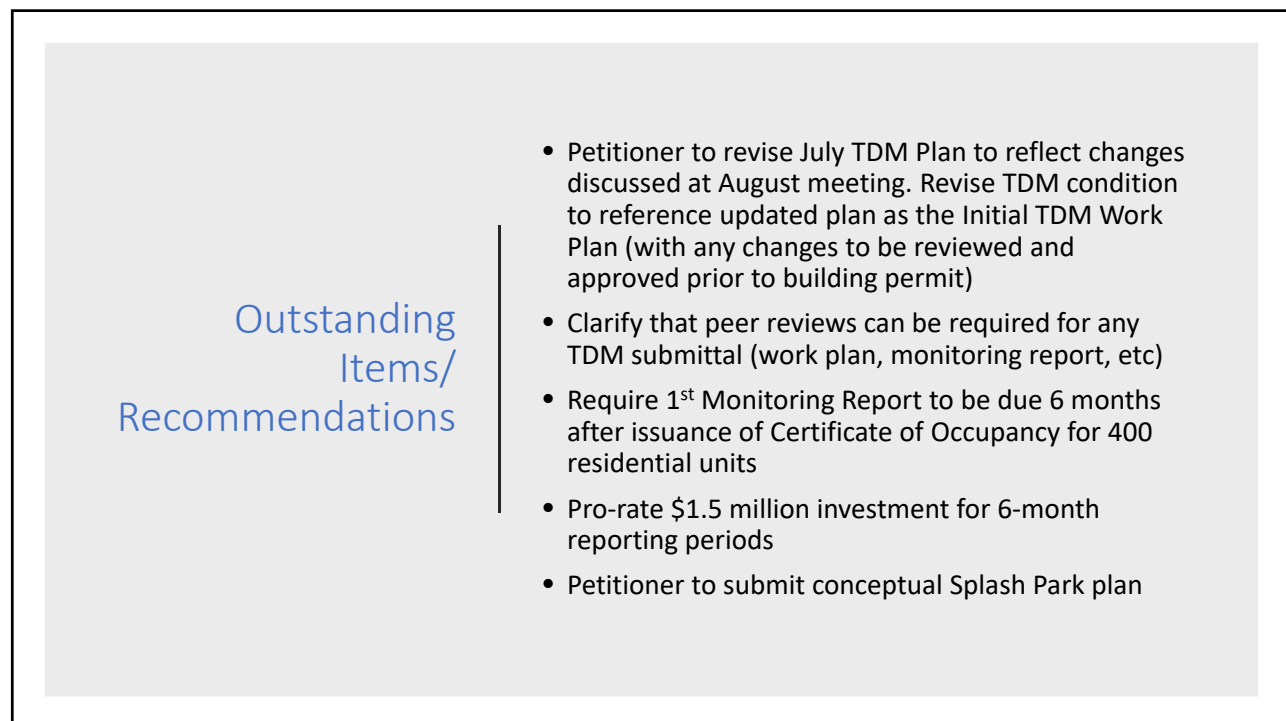 Outstanding
Items/
Recommendations
• Petitioner to revise July TDM Plan to reflect changes
discussed at August meeting. Revise TDM condition
to reference updated plan as the Initial TDM Work
Plan (with any changes to be reviewed and
approved prior to building permit)
• Clarify that peer reviews can be required for any
TDM submittal (work plan, monitoring report, etc)
• Require 1st Monitoring Report to be due 6 months
after issuance of Certificate of Occupancy for 400
residential units
• Pro-rate $1.5 million investment for 6-month
reporting periods
• Petitioner to submit conceptual Splash Park plan